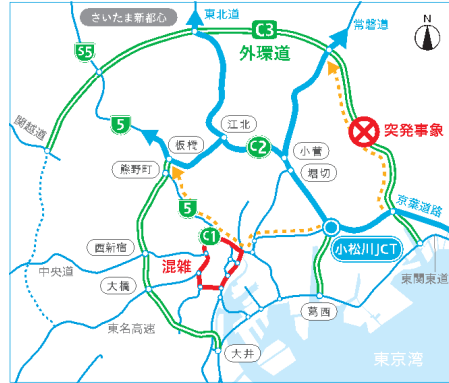 さいたま新都心
東北道
C3
外環道
常磐道
N
S5
関越道
5
板橋
江北
C2
小菅
堀切
突発事象
熊野町
5
C1
京葉道路
小松川JCT
西新宿
混雑
中央道
大橋
東名高速
葛西
東関東道
大井
東京湾